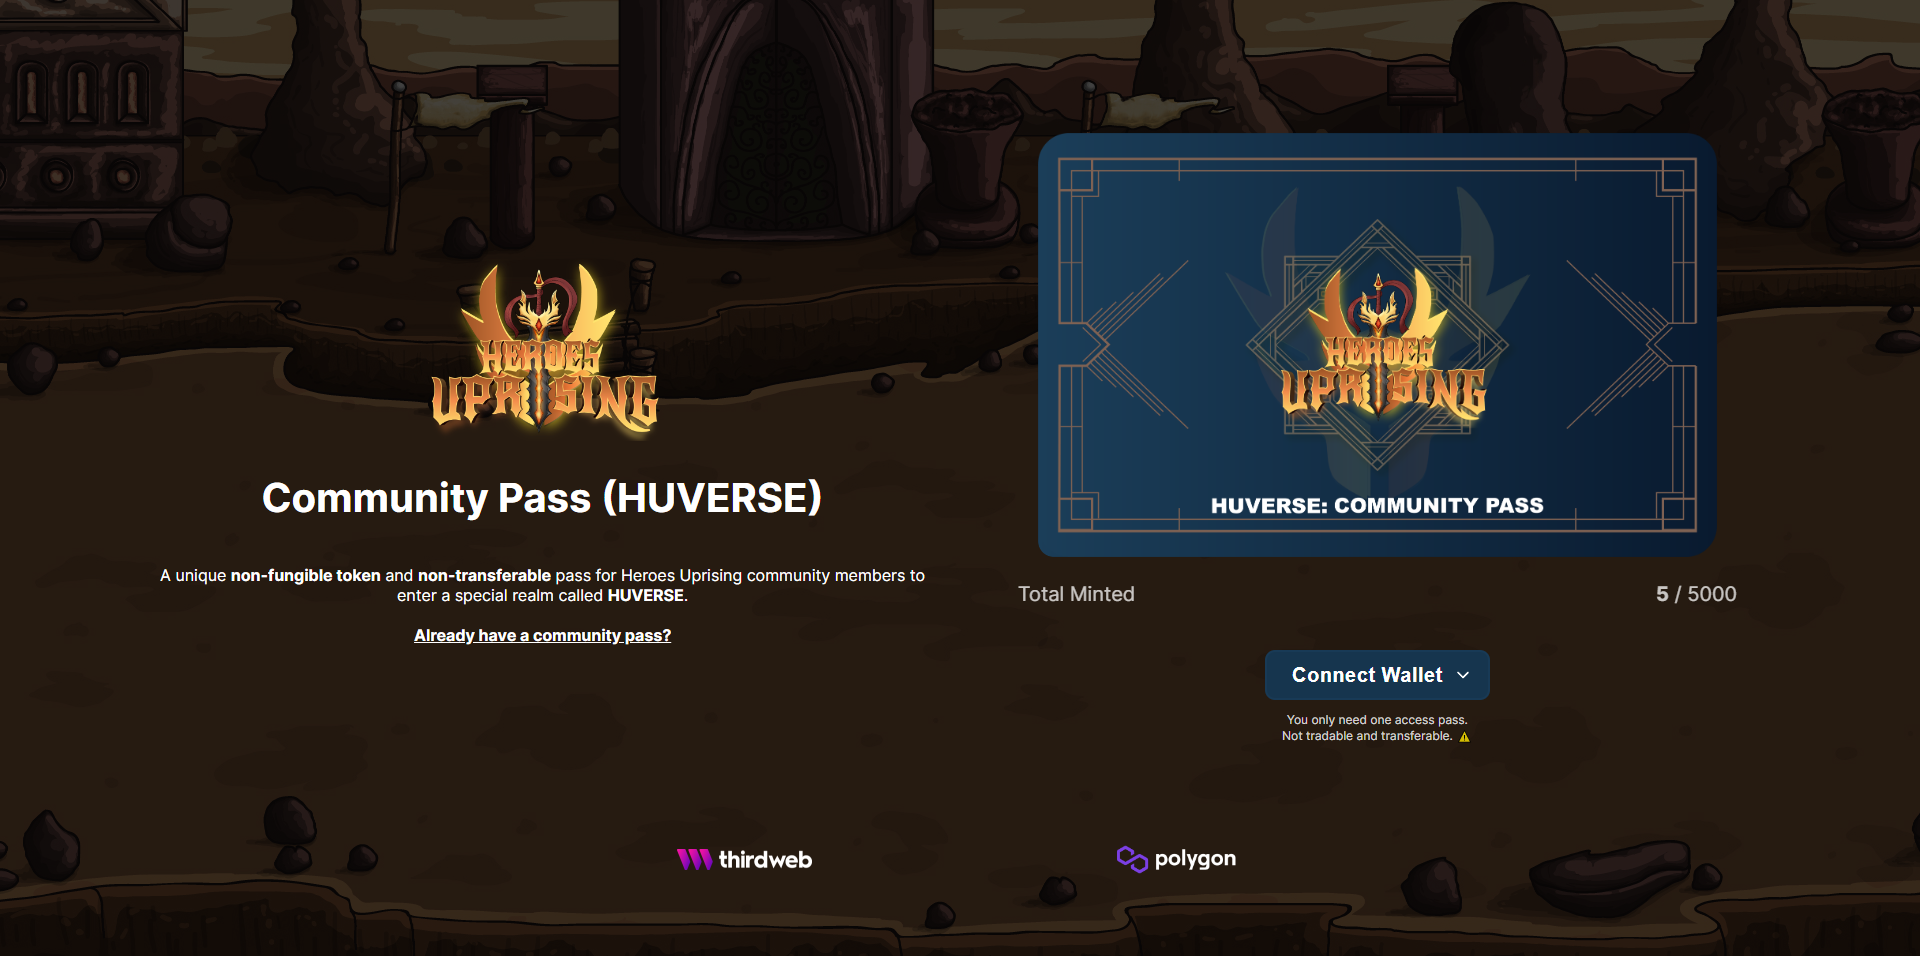 HEROES
UPRISING
Community Pass (HUVERSE)
A unique non-fungible token and non-transferable pass for Heroes Uprising community members to
enter a special realm called HUVERSE.
Already have a community pass?
HEROES
UPRISING
HUVERSE: COMMUNITY PASS
Total Minted 5 / 5000
Connect Wallet
You only need one access pass.
Not tradable and transferable.
thirdweb
polygon